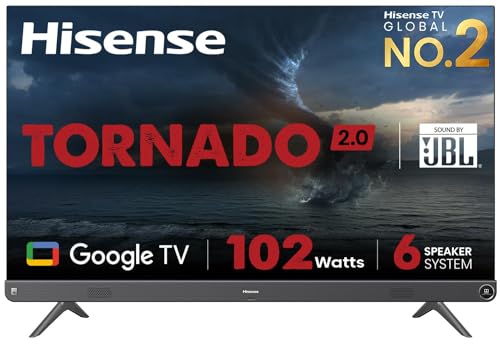 Hisense
Hisense TV
GLOBAL
NO.2
TORNADO 2.0
SOUND BY
JBL
Google TV
102 Watts
6 SPEAKER
SYSTEM
Hisense